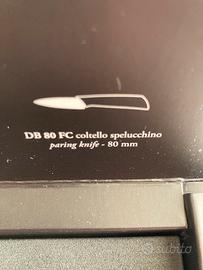 DB 80 FC coltello spelucchino
paring knife - 80 mm
subito